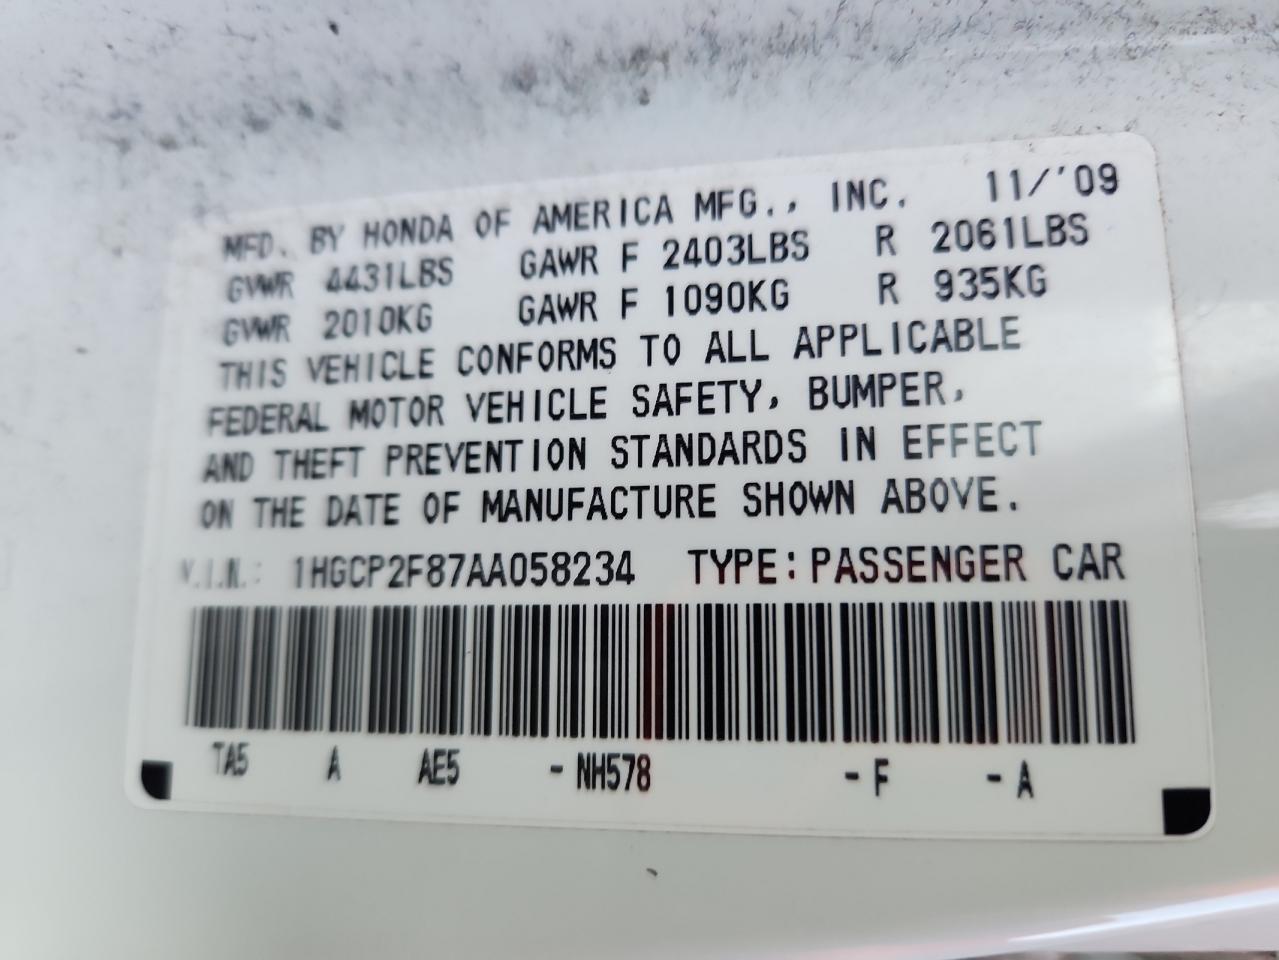 MFD. BY HONDA OF AMERICA MFG., INC. 11/'09
GVWR 4431LBS GAWR F 2403LBS R 2061LBS
GVWR 2010KG GAWR F 1090KG R 935KG
THIS VEHICLE CONFORMS TO ALL APPLICABLE
FEDERAL MOTOR VEHICLE SAFETY, BUMPER,
AND THEFT PREVENTION STANDARDS IN EFFECT
ON THE DATE OF MANUFACTURE SHOWN ABOVE.
V.I.N.: 1HGCP2F87AA058234 TYPE: PASSENGER CAR
TA5 A AE5 -NH578 -F -A